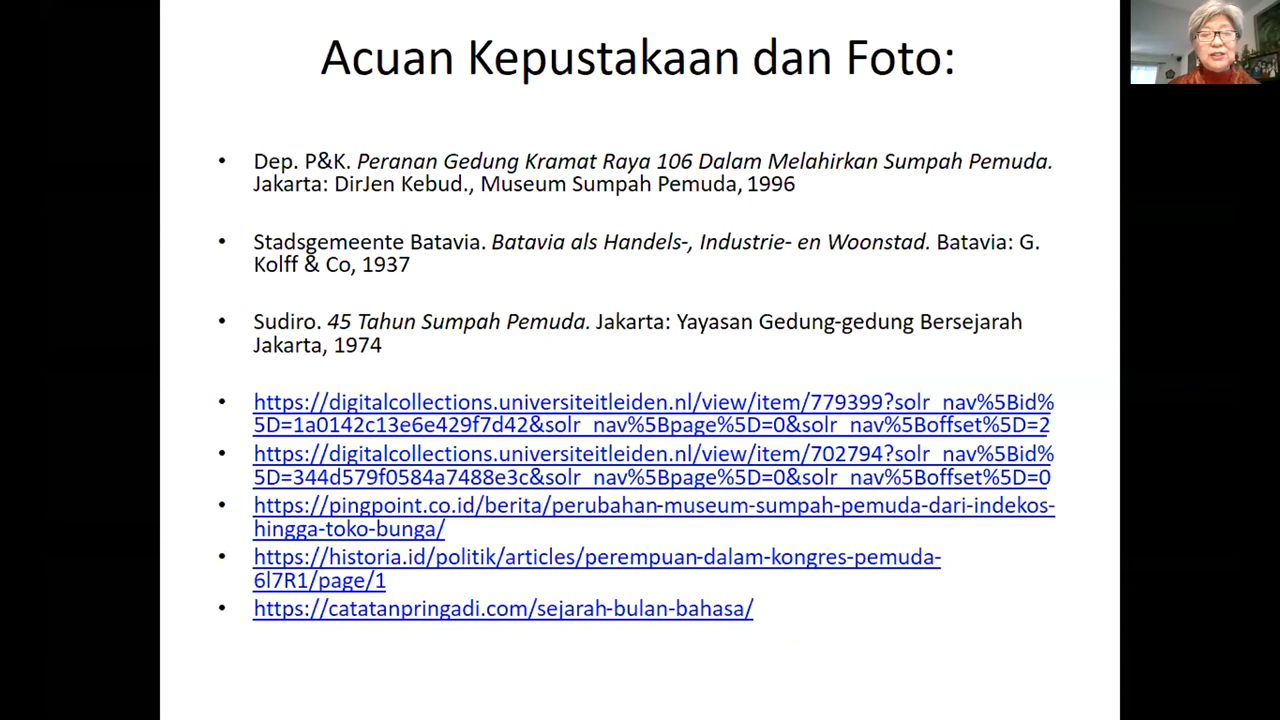 Acuan Kepustakaan dan Foto:
• Dep. P&K. Peranan Gedung Kramat Raya 106 Dalam Melahirkan Sumpah Pemuda.
Jakarta: DirJen Kebud., Museum Sumpah Pemuda, 1996
• Stadsgemeente Batavia. Batavia als Handels-, Industrie- en Woonstad. Batavia: G.
Kolff & Co, 1937
• Sudiro. 45 Tahun Sumpah Pemuda. Jakarta: Yayasan Gedung-gedung Bersejarah
Jakarta, 1974
• https://digitalcollections.universiteitleiden.nl/view/item/779399?solr_nav%5Bid%
5D=1a0142c13e6e429f7d42&solr_nav%5Bpage%5D=0&solr_nav%5Boffset%5D=2
• https://digitalcollections.universiteitleiden.nl/view/item/702794?solr_nav%5Bid%
5D=344d579f0584a7488e3c&solr_nav%5Bpage%5D=0&solr_nav%5Boffset%5D=0
• https://pingpoint.co.id/berita/perubahan-museum-sumpah-pemuda-dari-indekos-
hingga-toko-bunga/
• https://historia.id/politik/articles/perempuan-dalam-kongres-pemuda-
6l7R1/page/1
• https://catatanpringadi.com/sejarah-bulan-bahasa/